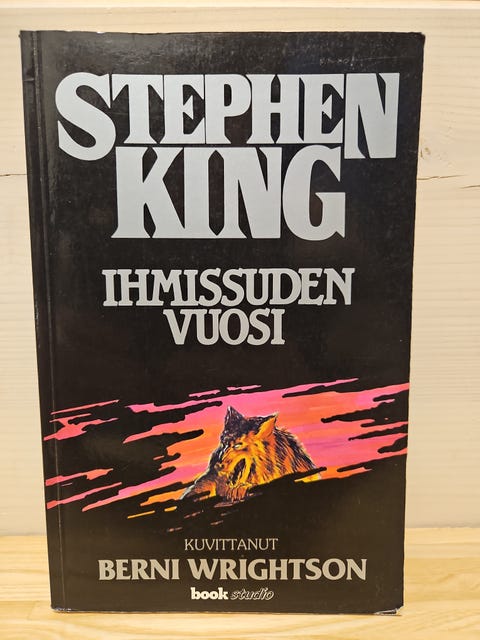 STEPHEN
KING
IHMISSUDEN
VUOSI
KUVITTANUT
BERNI WRIGHTSON
book studio